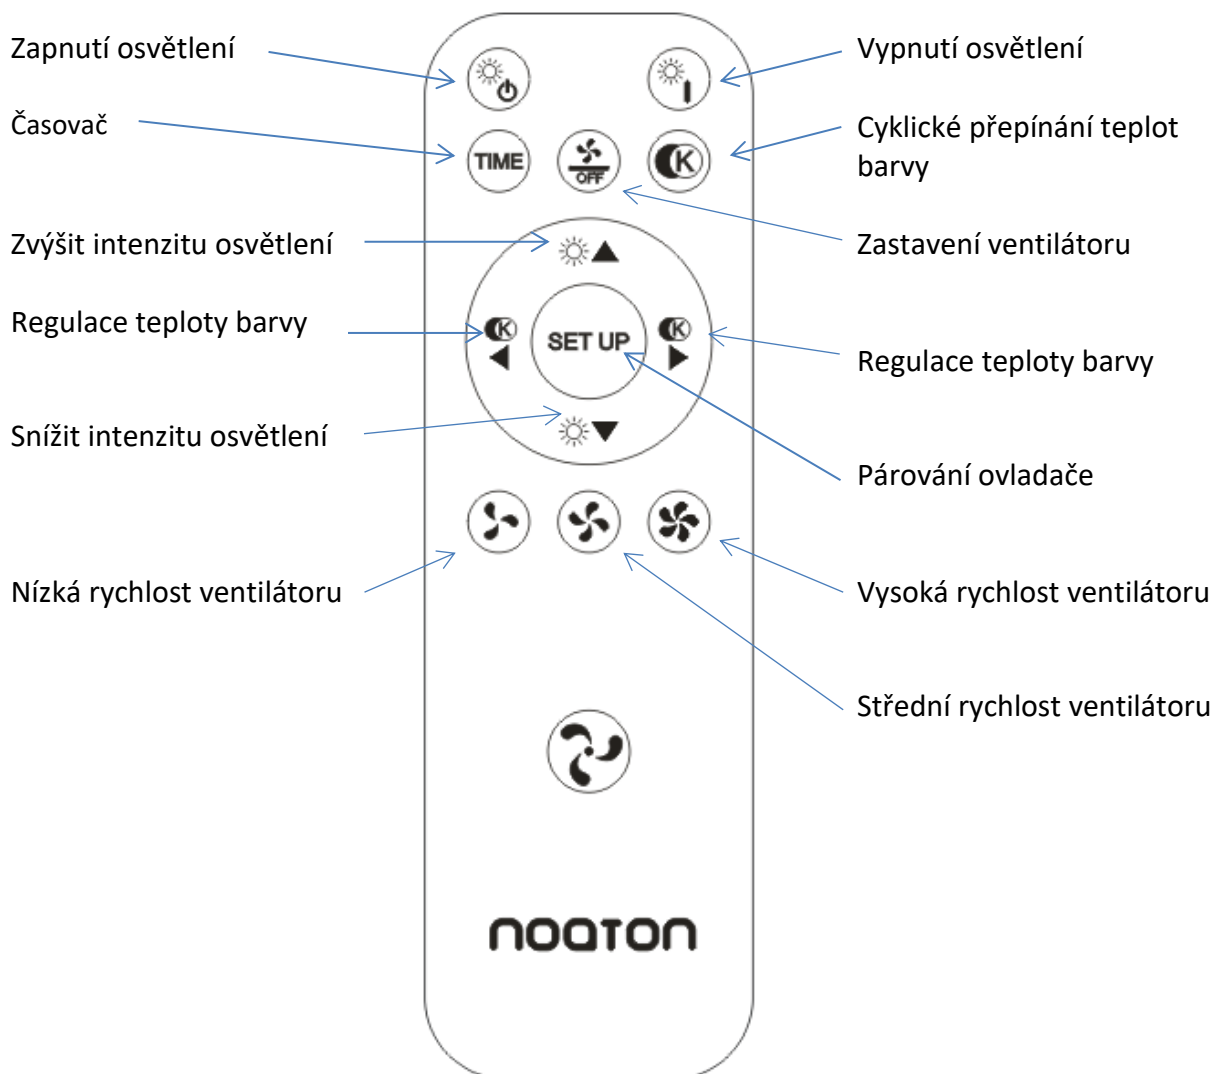 Zapnutí osvětlení
Vypnutí osvětlení
Časovač
TIME
OFF
K
Cyklické přepínání teplot
barvy
Zvýšit intenzitu osvětlení
Zastavení ventilátoru
Regulace teploty barvy
K
SET UP
K
Regulace teploty barvy
Snížit intenzitu osvětlení
Párování ovladače
Nízká rychlost ventilátoru
Vysoká rychlost ventilátoru
Střední rychlost ventilátoru
noaton